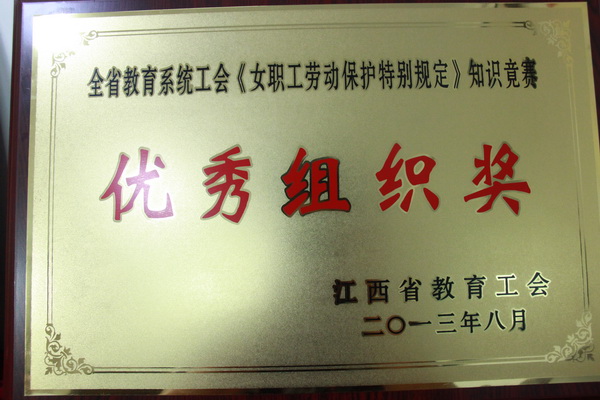 全省教育系统工会《女职工劳动保护特别规定》知识竟赛
优秀组织奖
江西省教育工会
二〇一三年八月